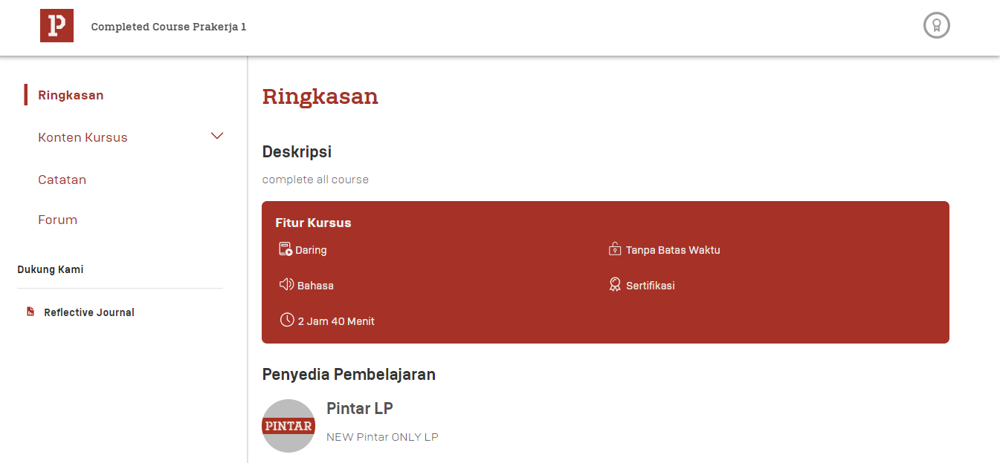 P
Completed Course Prakerja 1
Ringkasan
Konten Kursus
Catatan
Forum
Dukung Kami
Reflective Journal
Ringkasan
Deskripsi
complete all course
Fitur Kursus
Daring
Tanpa Batas Waktu
Bahasa
Sertifikasi
2 Jam 40 Menit
Penyedia Pembelajaran
PINTAR
Pintar LP
NEW Pintar ONLY LP